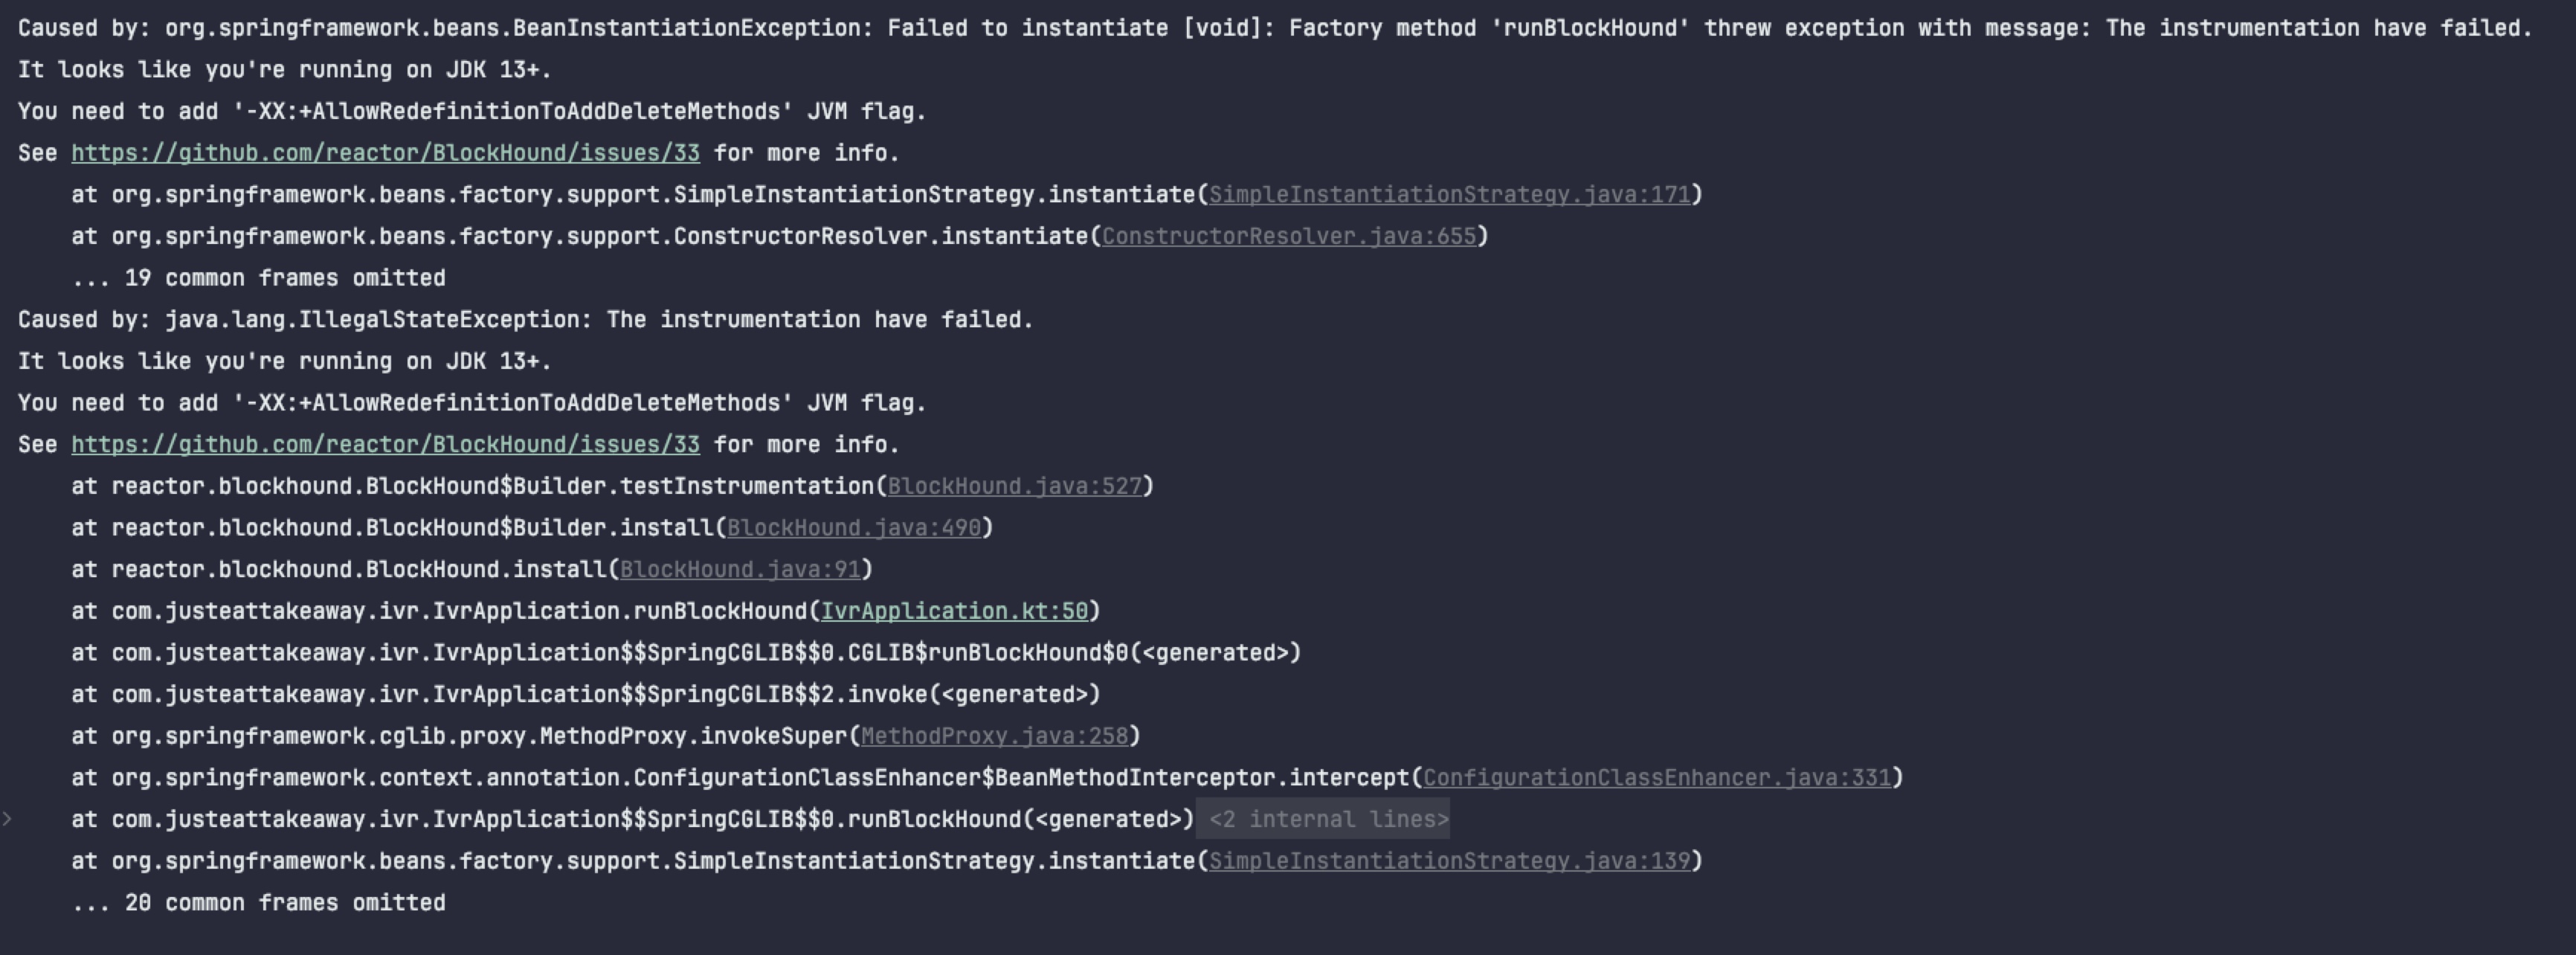 Caused by: org.springframework.beans.BeanInstantiationException: Failed to instantiate [void]: Factory method 'runBlockHound' threw exception with message: The instrumentation have failed.
It looks like you're running on JDK 13+.
You need to add '-XX:+AllowRedefinitionToAddDeleteMethods' JVM flag.
See https://github.com/reactor/BlockHound/issues/33 for more info.
    at org.springframework.beans.factory.support.SimpleInstantiationStrategy.instantiate(SimpleInstantiationStrategy.java:171)
    at org.springframework.beans.factory.support.ConstructorResolver.instantiate(ConstructorResolver.java:655)
    ... 19 common frames omitted
Caused by: java.lang.IllegalStateException: The instrumentation have failed.
It looks like you're running on JDK 13+.
You need to add '-XX:+AllowRedefinitionToAddDeleteMethods' JVM flag.
See https://github.com/reactor/BlockHound/issues/33 for more info.
    at reactor.blockhound.BlockHound$Builder.testInstrumentation(BlockHound.java:527)
    at reactor.blockhound.BlockHound$Builder.install(BlockHound.java:490)
    at reactor.blockhound.BlockHound.install(BlockHound.java:91)
    at com.justeattakeaway.ivr.IvrApplication.runBlockHound(IvrApplication.kt:50)
    at com.justeattakeaway.ivr.IvrApplication$$SpringCGLIB$$0.CGLIB$runBlockHound$0(<generated>)
    at com.justeattakeaway.ivr.IvrApplication$$SpringCGLIB$$2.invoke(<generated>)
    at org.springframework.cglib.proxy.MethodProxy.invokeSuper(MethodProxy.java:258)
    at org.springframework.context.annotation.ConfigurationClassEnhancer$BeanMethodInterceptor.intercept(ConfigurationClassEnhancer.java:331)
    at com.justeattakeaway.ivr.IvrApplication$$SpringCGLIB$$0.runBlockHound(<generated>) <2 internal lines>
    at org.springframework.beans.factory.support.SimpleInstantiationStrategy.instantiate(SimpleInstantiationStrategy.java:139)
    ... 20 common frames omitted